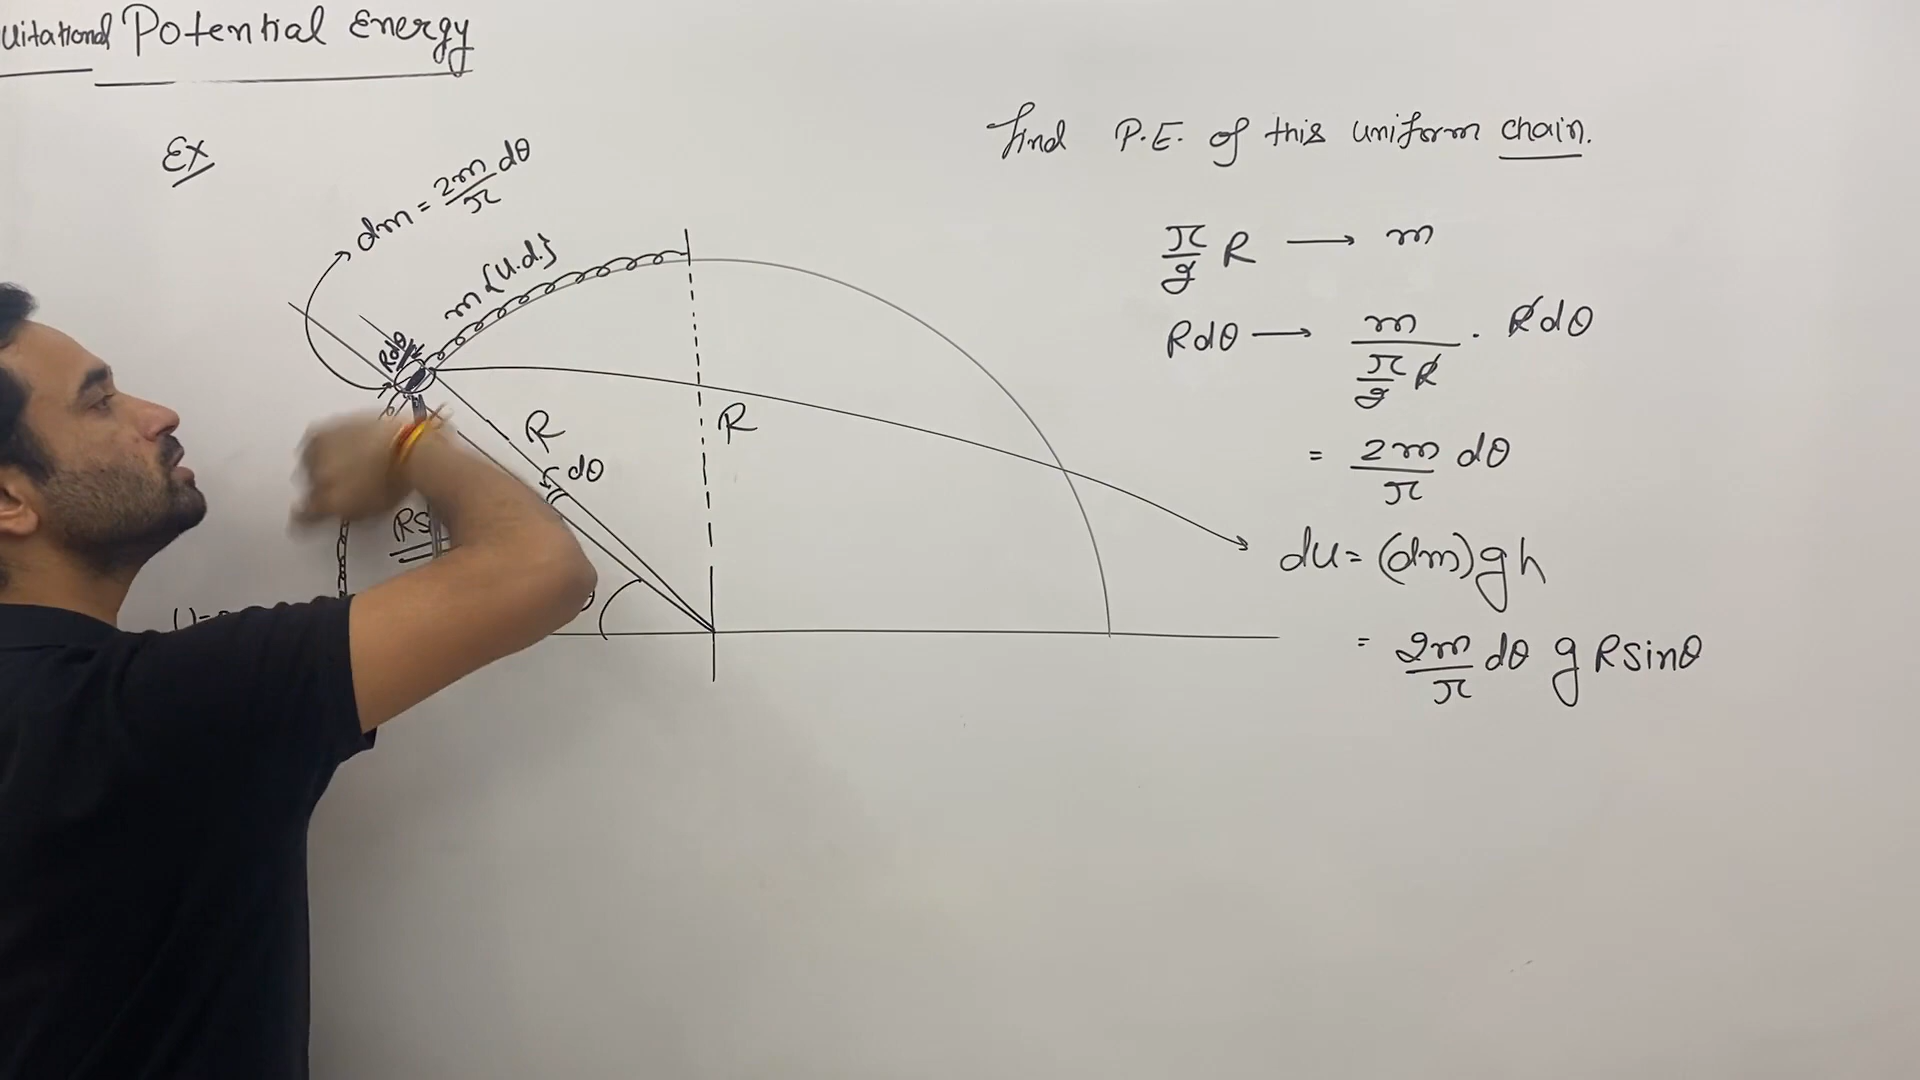 Potential Energy
Ex
Find P.E. of this uniform chain.
dm = 2m/π dθ
m {u.d.}
π/2 R → m
Rdθ
Rdθ → m / (π/2 R) . Rdθ
R
R
dθ
= 2m/π dθ
du = (dm)gh
= 2m/π dθ g R sinθ